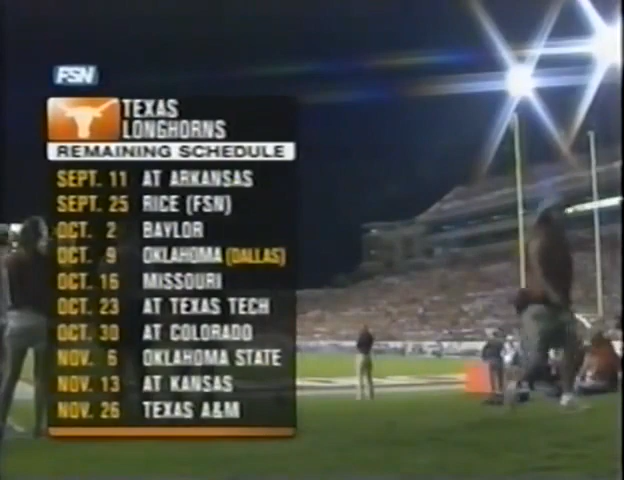 FSN
TEXAS
LONGHORNS
REMAINING SCHEDULE
SEPT. 11 AT ARKANSAS
SEPT. 25 RICE (FSN)
OCT. 2 BAYLOR
OCT. 9 OKLAHOMA (DALLAS)
OCT. 16 MISSOURI
OCT. 23 AT TEXAS TECH
OCT. 30 AT COLORADO
NOV. 6 OKLAHOMA STATE
NOV. 13 AT KANSAS
NOV. 26 TEXAS A&M